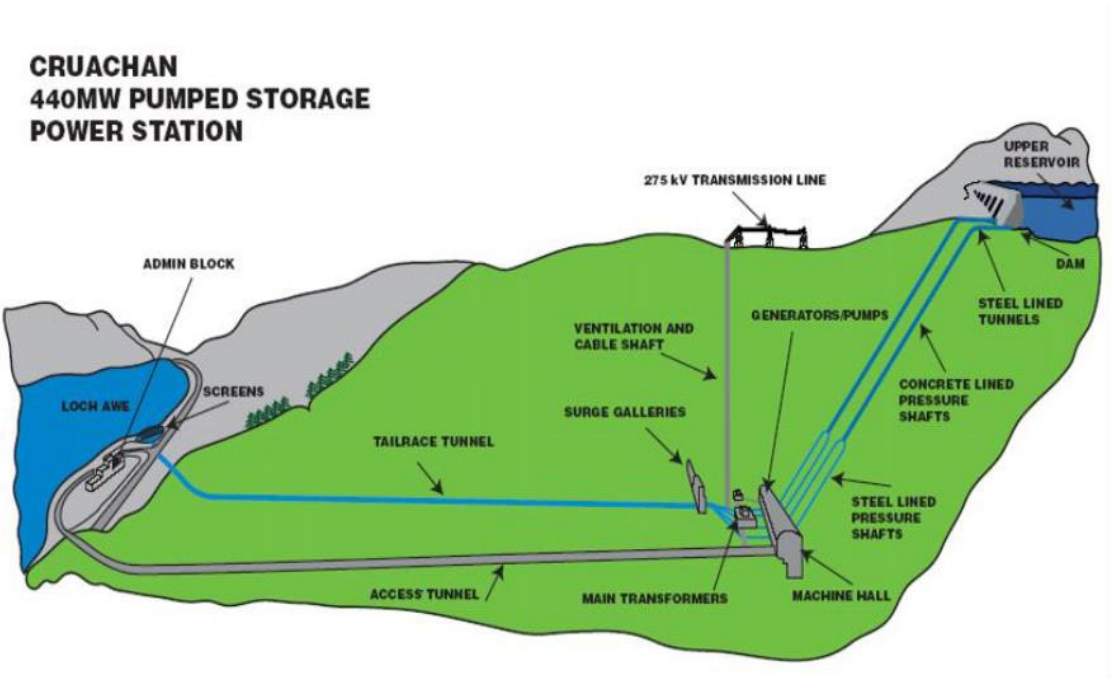 CRUACHAN
440MW PUMPED STORAGE
POWER STATION
UPPER
RESERVOIR
275 kV TRANSMISSION LINE
ADMIN BLOCK
DAM
STEEL LINED
TUNNELS
GENERATORS/PUMPS
VENTILATION AND
CABLE SHAFT
CONCRETE LINED
PRESSURE
SHAFTS
SCREENS
LOCH AWE
SURGE GALLERIES
TAILRACE TUNNEL
STEEL LINED
PRESSURE
SHAFTS
ACCESS TUNNEL
MAIN TRANSFORMERS
MACHINE HALL